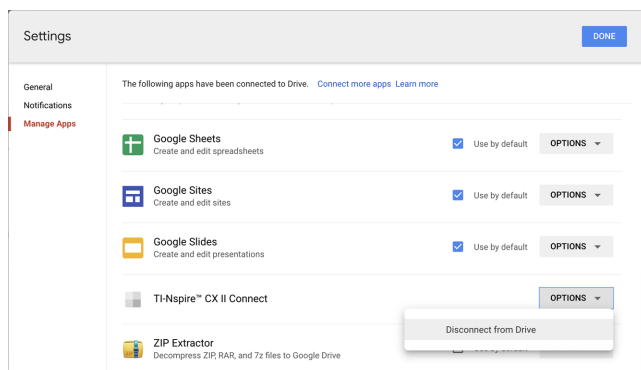 Settings
DONE
General
Notifications
Manage Apps
The following apps have been connected to Drive. Connect more apps Learn more
Google Sheets
Create and edit spreadsheets
Use by default
OPTIONS
Google Sites
Create and edit sites
Use by default
OPTIONS
Google Slides
Create and edit presentations
Use by default
OPTIONS
TI-Nspire™ CX II Connect
OPTIONS
Disconnect from Drive
ZIP Extractor
Decompress ZIP, RAR, and 7z files to Google Drive